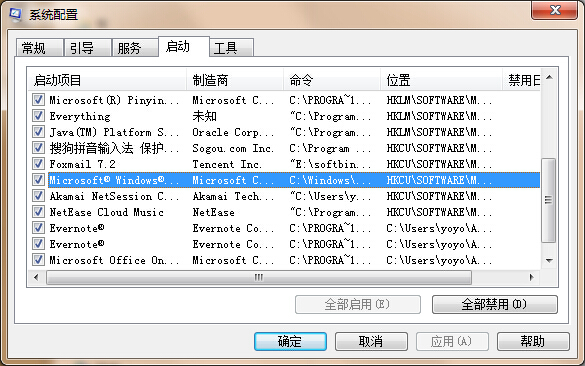 系统配置
常规 引导 服务 启动 工具
启动项目 制造商 命令 位置 禁用日
Microsoft(R) Pinyin... Microsoft C... C:\PROGRA~1... HKLM\SOFTWARE\M...
Everything 未知 "C:\Program... HKLM\SOFTWARE\M...
Java(TM) Platform S... Oracle Corp... "C:\Program... HKLM\SOFTWARE\M...
搜狗拼音输入法 保护... Sogou.com Inc. C:\Program ... HKLM\SOFTWARE\M...
Foxmail 7.2 Tencent Inc. "E:\softbin... HKCU\SOFTWARE\M...
Microsoft® Windows®... Microsoft C... C:\Windows\... HKCU\SOFTWARE\M...
Akamai NetSession C... Akamai Tech... "C:\Users\y... HKCU\SOFTWARE\M...
NetEase Cloud Music NetEase "C:\Program... HKCU\SOFTWARE\M...
Evernote® Evernote Co... C:\PROGRA~1... C:\Users\yoyo\A...
Evernote® Evernote Co... C:\PROGRA~1... C:\Users\yoyo\A...
Microsoft Office On... Microsoft C... C:\PROGRA~1... C:\Users\yoyo\A...
全部启用(E) 全部禁用(D)
确定 取消 应用(A) 帮助